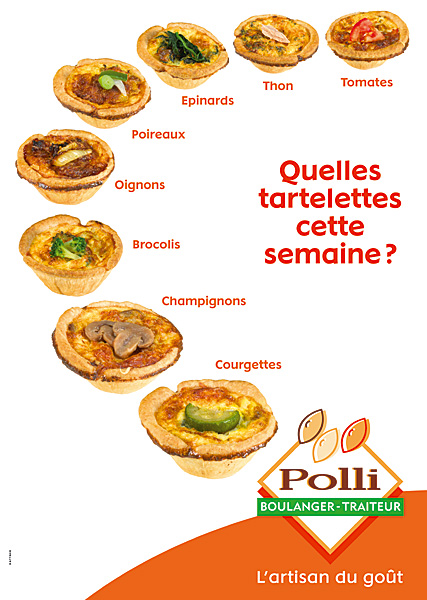 Tomates
Thon
Epinards
Poireaux
Oignons
Brocolis
Champignons
Courgettes
Quelles
tartelettes
cette
semaine ?
Polli
BOULANGER-TRAITEUR
L'artisan du goût